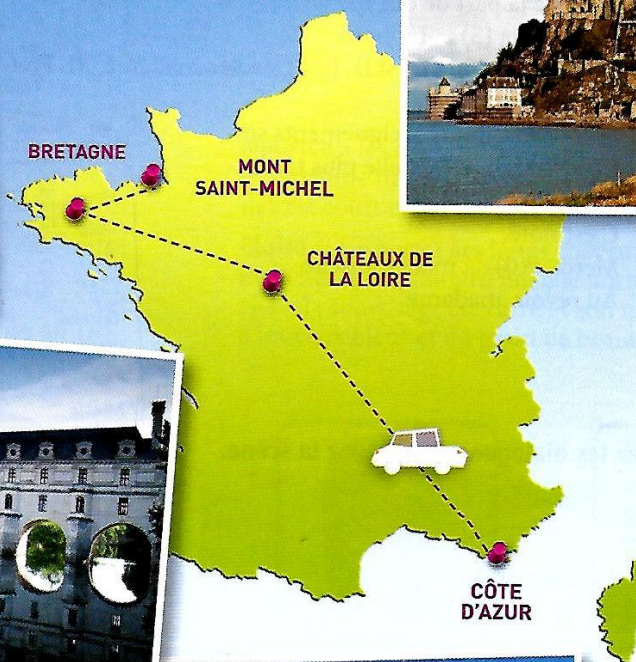 BRETAGNE
MONT
SAINT-MICHEL
CHÂTEAUX DE
LA LOIRE
CÔTE
D'AZUR